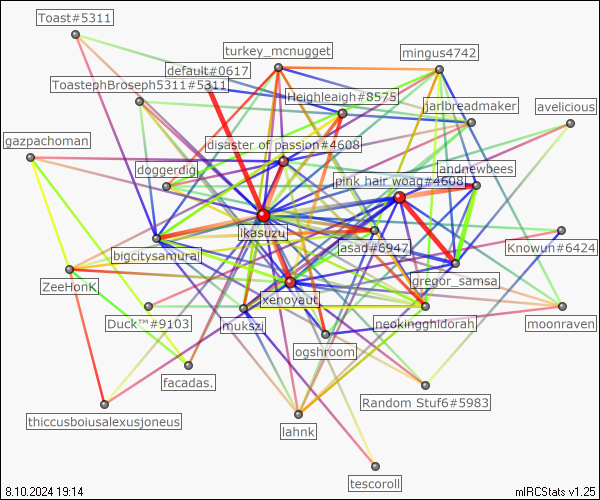 Toast#5311
turkey_mcnugget
mingus4742
default#0617
ToastephBroseph5311#5311
Heighleaigh#8575
jarlbreadmaker
avelicious
gazpachoman
disaster of passion#4608
doggerdig
pink hair woag#4608
andnewbees
ikasuzu
asad#6947
Knowun#6424
bigcitysamurai
gregor_samsa
ZeeHonK
xenoyaut
Duck™#9103
mukszi
neokingghidorah
moonraven
ogshroom
facadas.
Random Stuf6#5983
thiccusboiusalexusjoneus
lahnk
tescoroll
8.10.2024 19:14
mIRCStats v1.25